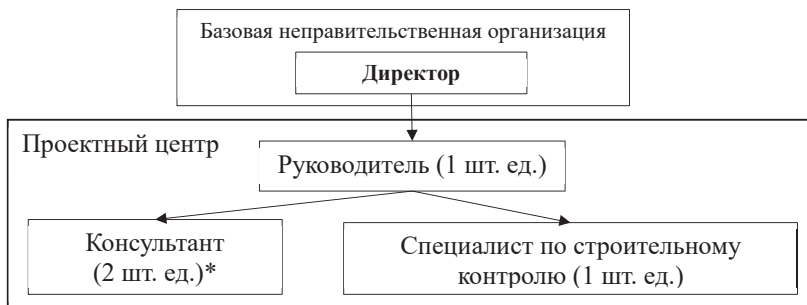 Базовая неправительственная организация
Директор
Проектный центр
Руководитель (1 шт. ед.)
Консультант
(2 шт. ед.)*
Специалист по строительному
контролю (1 шт. ед.)